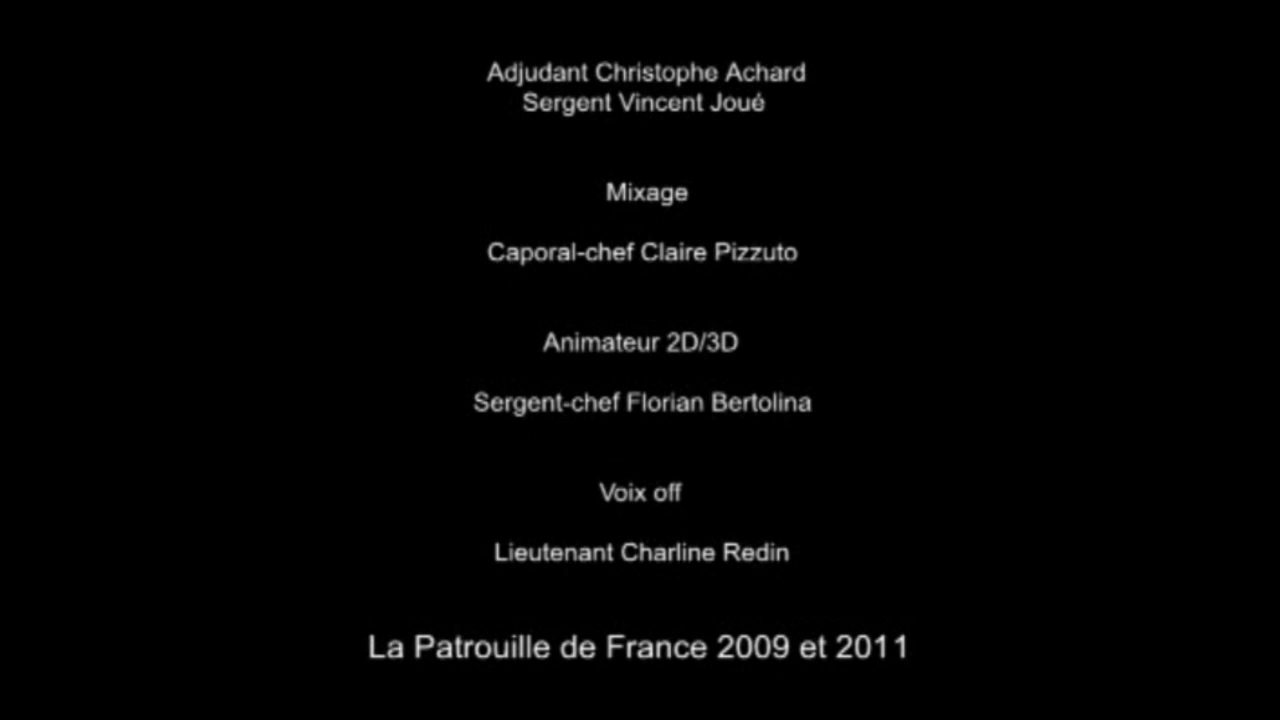 Adjudant Christophe Achard
Sergent Vincent Joué
Mixage
Caporal-chef Claire Pizzuto
Animateur 2D/3D
Sergent-chef Florian Bertolina
Voix off
Lieutenant Charline Redin
La Patrouille de France 2009 et 2011